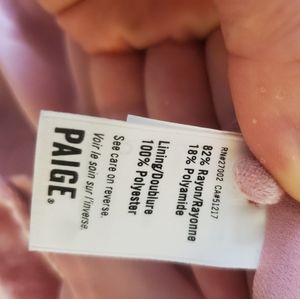 RN#27002 CA#51217
82% Rayon/Rayonne
18% Polyamide
Lining/Doublure
100% Polyester
See care on reverse.
Voir le soin sur l'inverse.
PAIGE®